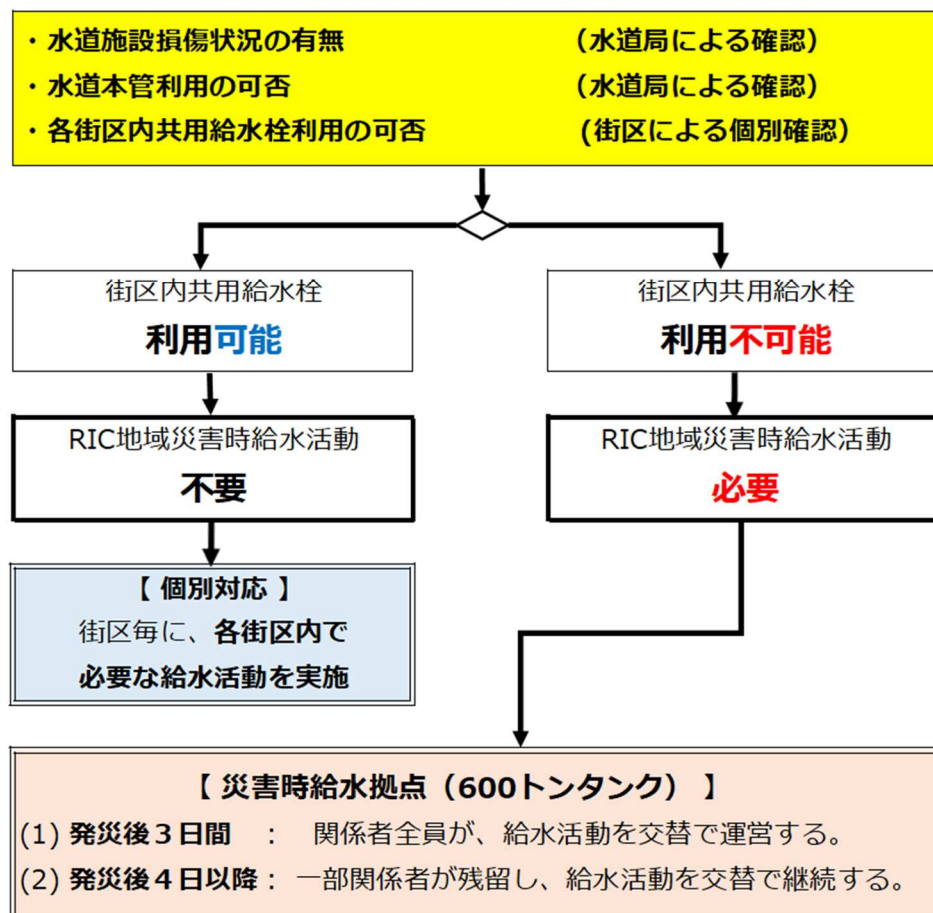 ・水道施設損傷状況の有無 （水道局による確認）
・水道本管利用の可否 （水道局による確認）
・各街区内共用給水栓利用の可否 (街区による個別確認）
街区内共用給水栓
利用可能
街区内共用給水栓
利用不可能
RIC地域災害時給水活動
不要
RIC地域災害時給水活動
必要
【 個別対応 】
街区毎に、各街区内で
必要な給水活動を実施
【 災害時給水拠点（600トンタンク） 】
(1) 発災後３日間 ： 関係者全員が、給水活動を交替で運営する。
(2) 発災後４日以降： 一部関係者が残留し、給水活動を交替で継続する。